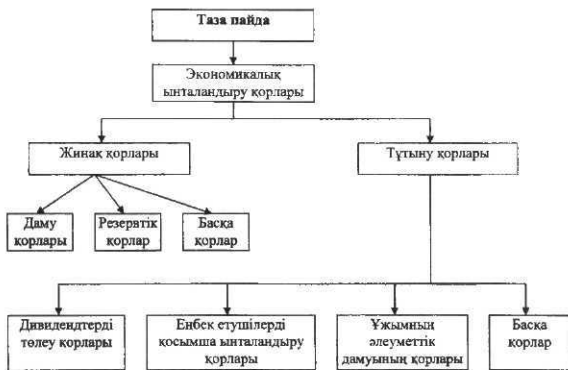 Таза пайда
Экономикалық
ынталандыру қорлары
Жинақ қорлары
Тұтыну қорлары
Даму
қорлары
Резервтік
қорлар
Басқа
қорлар
Дивидендтерді
төлеу қорлары
Енбек етушілерді
қосымша ынталандыру
қорлары
Ұжымның
әлеуметтік
дамуының қорлары
Басқа
қорлар